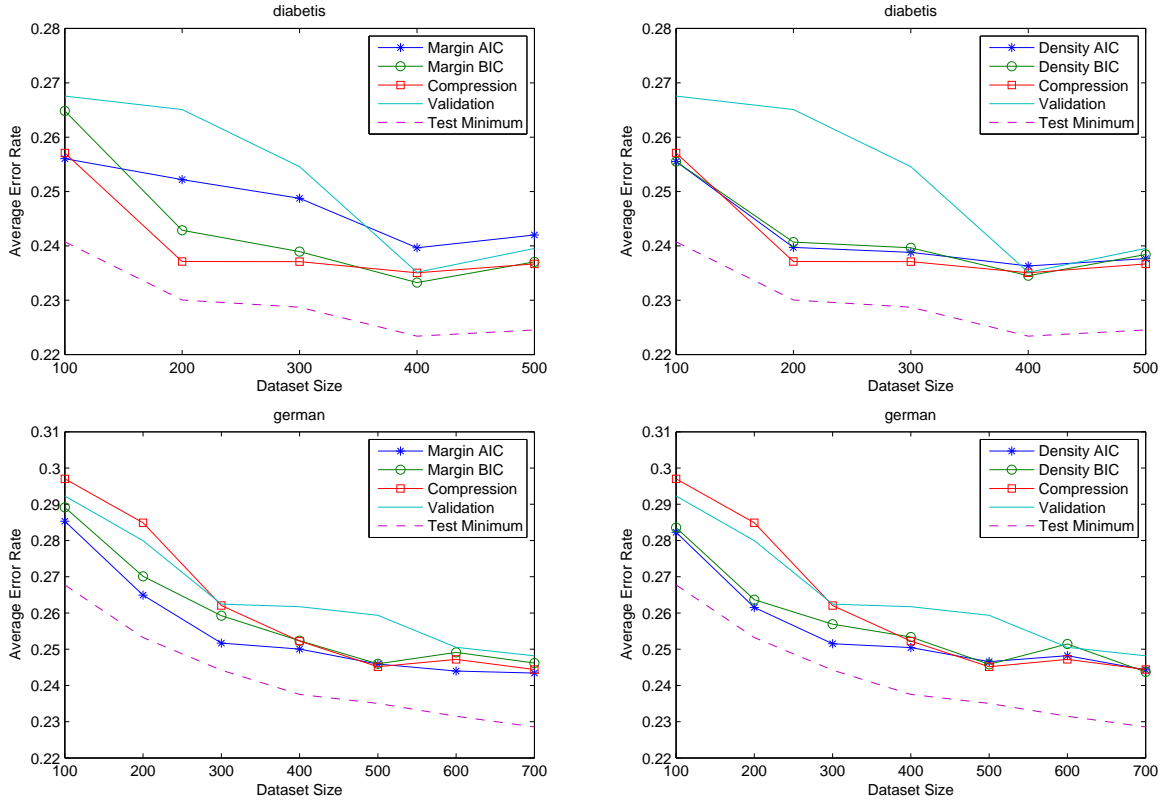 diabetis
0.28
0.27
0.26
0.25
0.24
0.23
0.22
Average Error Rate
Margin AIC
Margin BIC
Compression
Validation
Test Minimum
100 200 300 400 500
Dataset Size
diabetis
0.28
0.27
0.26
0.25
0.24
0.23
0.22
Average Error Rate
Density AIC
Density BIC
Compression
Validation
Test Minimum
100 200 300 400 500
Dataset Size
german
0.31
0.3
0.29
0.28
0.27
0.26
0.25
0.24
0.23
0.22
Average Error Rate
Margin AIC
Margin BIC
Compression
Validation
Test Minimum
100 200 300 400 500 600 700
Dataset Size
german
0.31
0.3
0.29
0.28
0.27
0.26
0.25
0.24
0.23
0.22
Average Error Rate
Density AIC
Density BIC
Compression
Validation
Test Minimum
100 200 300 400 500 600 700
Dataset Size